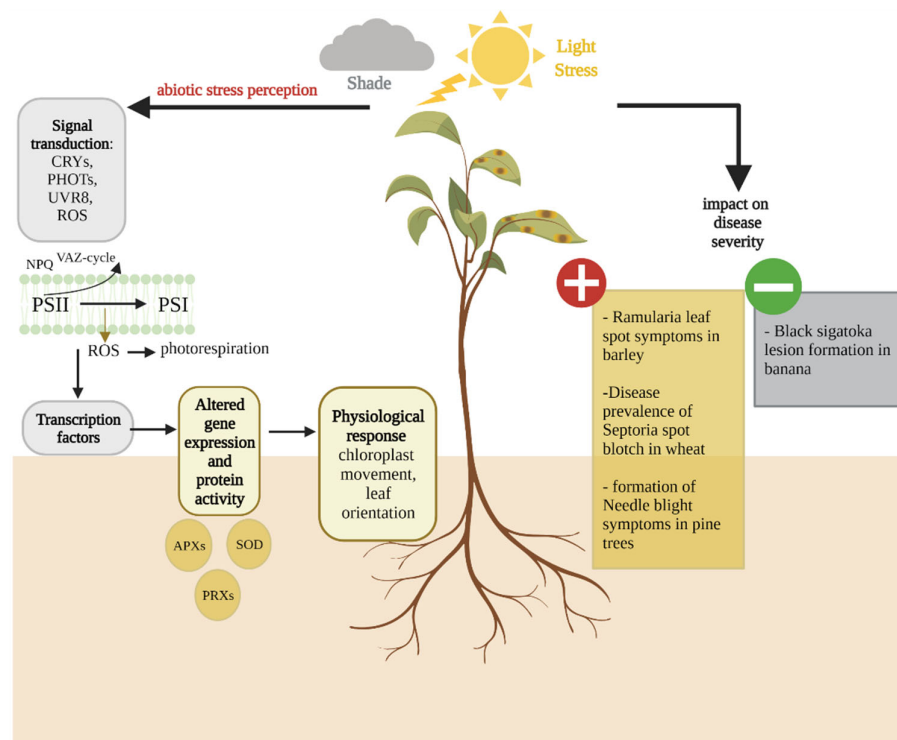 Shade
Light
Stress
abiotic stress perception
Signal
transduction:
CRYs,
PHOTs,
UVR8,
ROS
impact on
disease
severity
NPQ
VAZ-cycle
PSII
PSI
ROS
photorespiration
- Ramularia leaf
spot symptoms in
barley
-Disease
prevalence of
Septoria spot
blotch in wheat
- formation of
Needle blight
symptoms in pine
trees
- Black sigatoka
lesion formation in
banana
Transcription
factors
Altered
gene
expression
and
protein
activity
Physiological
response
chloroplast
movement,
leaf
orientation
APXs
SOD
PRXs